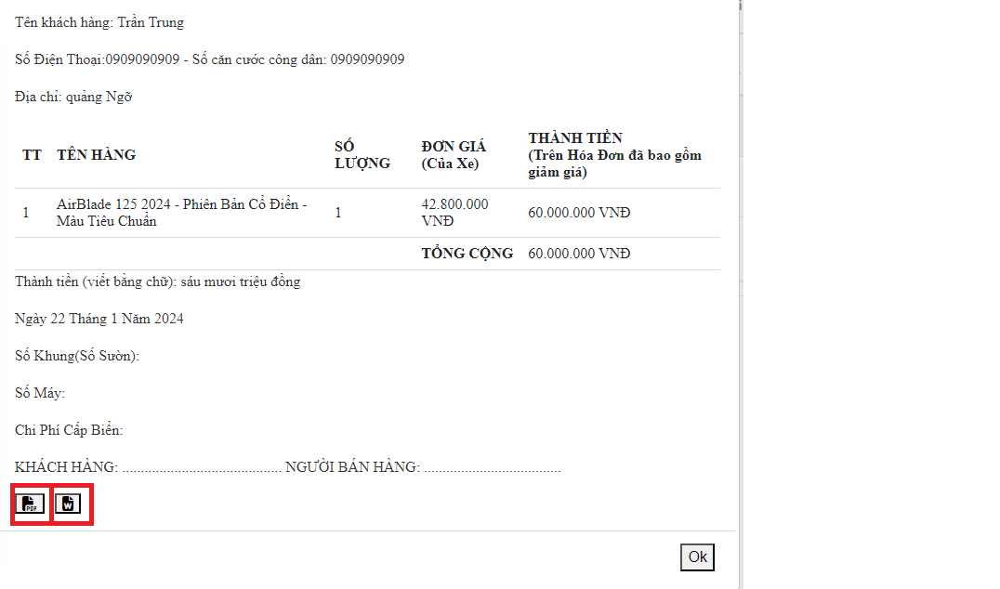 Tên khách hàng: Trần Trung
Số Điện Thoại:0909090909 - Số căn cước công dân: 0909090909
Địa chỉ: quảng Ngỡ
TT TÊN HÀNG SỐ LƯỢNG ĐƠN GIÁ (Của Xe) THÀNH TIỀN (Trên Hóa Đơn đã bao gồm giảm giá)
1 AirBlade 125 2024 - Phiên Bản Cổ Điển - Màu Tiêu Chuẩn 1 42.800.000 VNĐ 60.000.000 VNĐ
TỔNG CỘNG 60.000.000 VNĐ
Thành tiền (viết bằng chữ): sáu mươi triệu đồng
Ngày 22 Tháng 1 Năm 2024
Số Khung(Số Sườn):
Số Máy:
Chi Phí Cấp Biển:
KHÁCH HÀNG: ........................................... NGƯỜI BÁN HÀNG: .....................................
PDF W
Ok